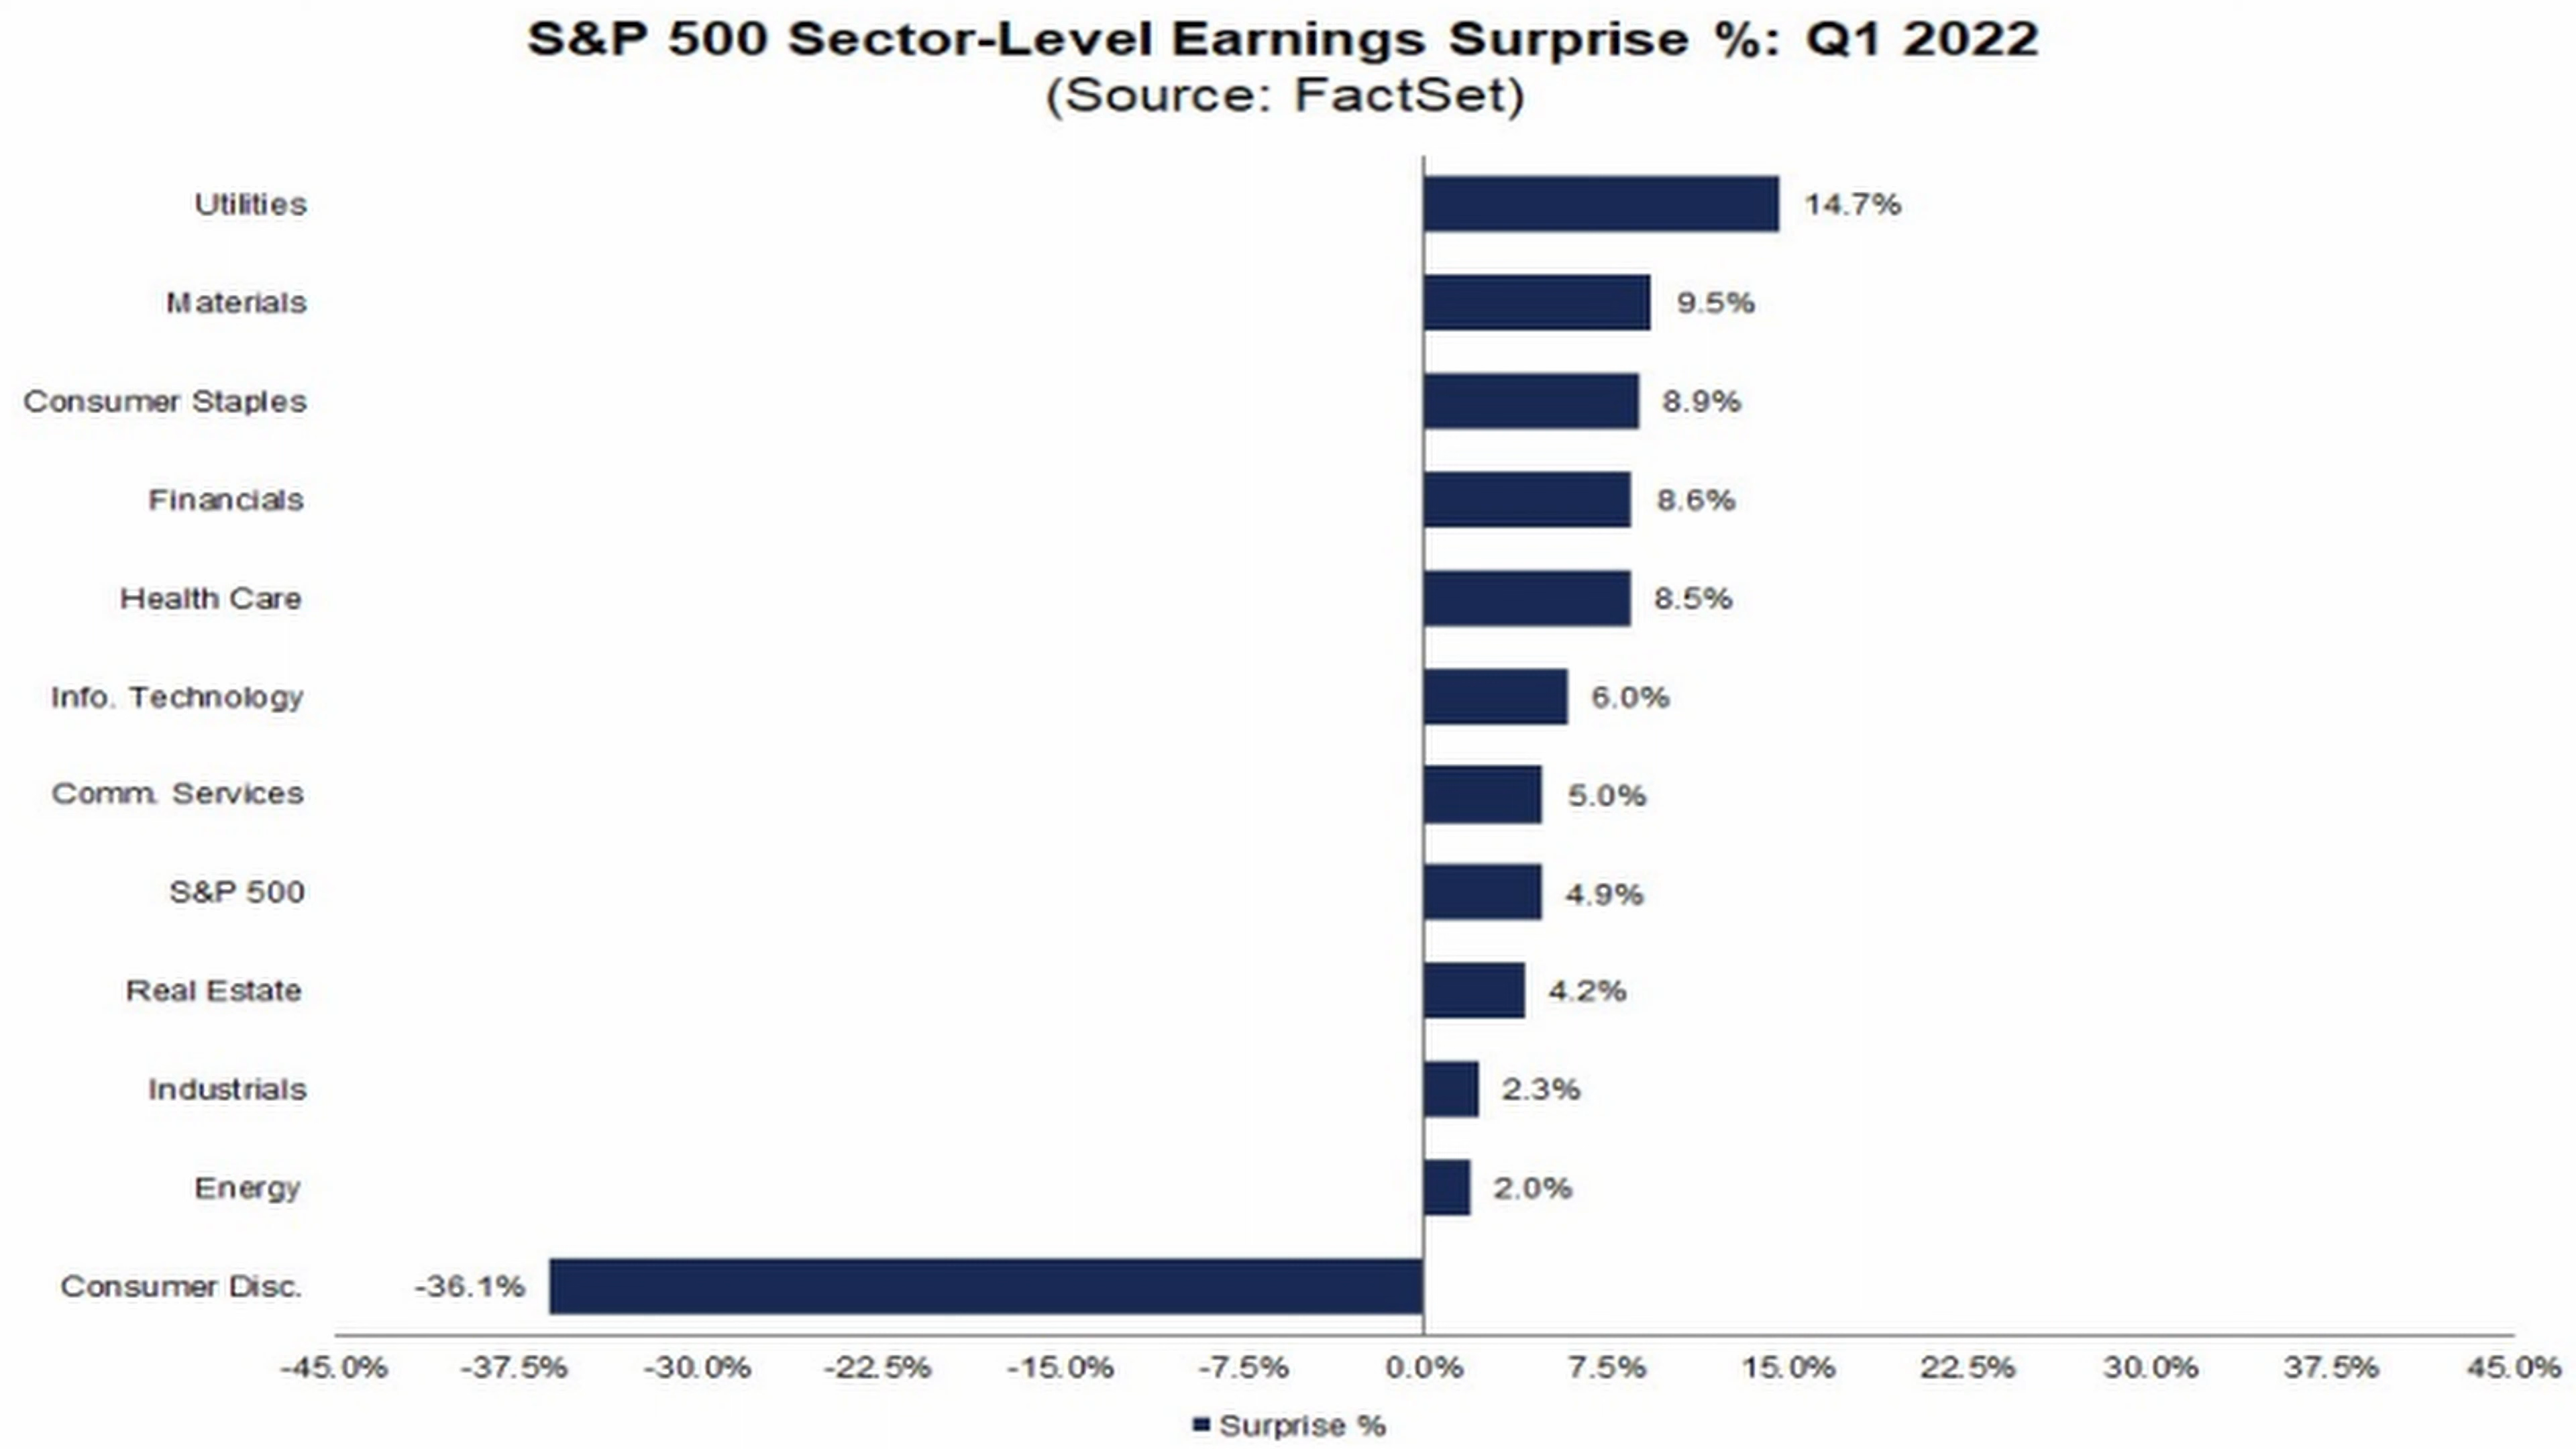 S&P 500 Sector-Level Earnings Surprise %: Q1 2022
(Source: FactSet)
Utilities 14.7%
Materials 9.5%
Consumer Staples 8.9%
Financials 8.6%
Health Care 8.5%
Info. Technology 6.0%
Comm. Services 5.0%
S&P 500 4.9%
Real Estate 4.2%
Industrials 2.3%
Energy 2.0%
Consumer Disc. -36.1%
-45.0% -37.5% -30.0% -22.5% -15.0% -7.5% 0.0% 7.5% 15.0% 22.5% 30.0% 37.5% 45.0%
Surprise %